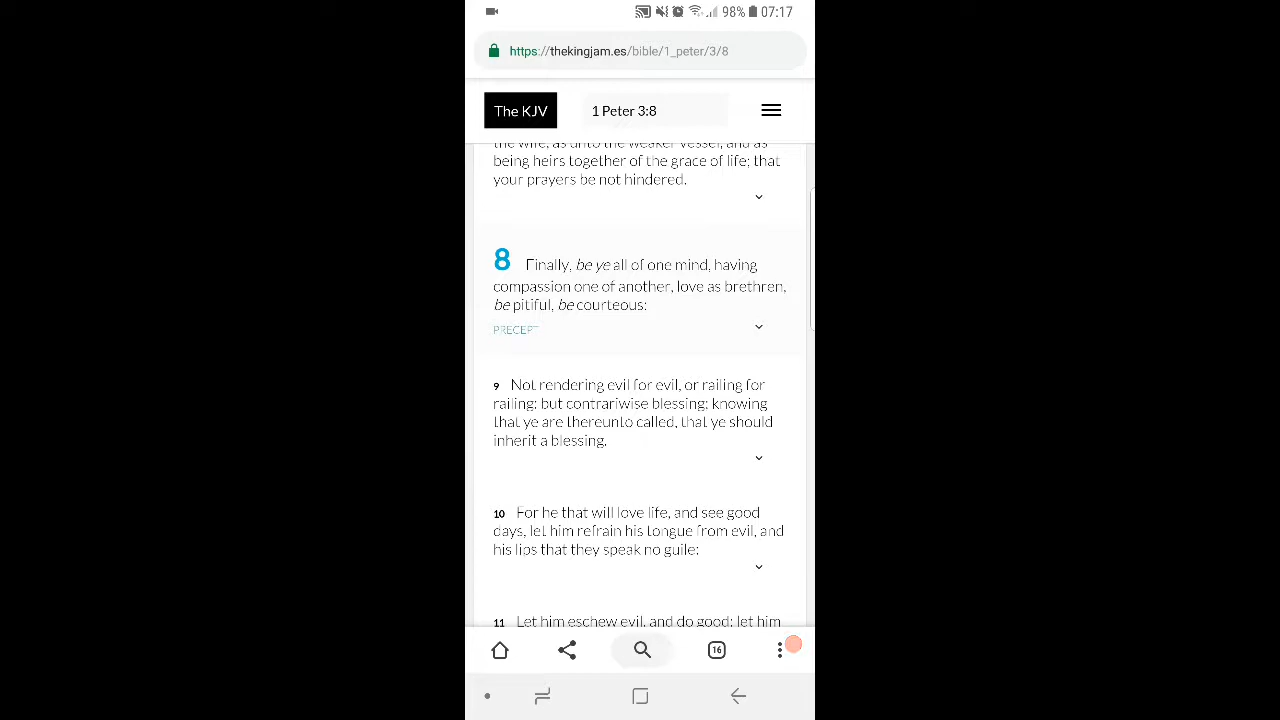 98% 07:17
https://thekingjam.es/bible/1_peter/3/8
The KJV 1 Peter 3:8
the wife, as unto the weaker vessel, and as
being heirs together of the grace of life; that
your prayers be not hindered.
8 Finally, be ye all of one mind, having
compassion one of another, love as brethren,
be pitiful, be courteous:
PRECEPT
9 Not rendering evil for evil, or railing for
railing: but contrariwise blessing; knowing
that ye are thereunto called, that ye should
inherit a blessing.
10 For he that will love life, and see good
days, let him refrain his tongue from evil, and
his lips that they speak no guile:
11 Let him eschew evil, and do good; let him
16